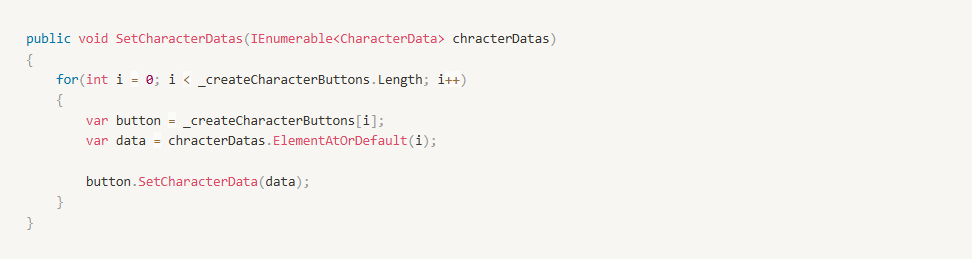 public void SetCharacterDatas(IEnumerable<CharacterData> chracterDatas)
{
    for(int i = 0; i < _createCharacterButtons.Length; i++)
    {
        var button = _createCharacterButtons[i];
        var data = chracterDatas.ElementAtOrDefault(i);

        button.SetCharacterData(data);
    }
}